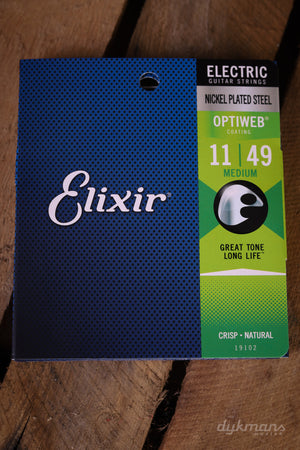 ELECTRIC
GUITAR STRINGS
NICKEL PLATED STEEL
OPTIWEB®
COATING
11 | 49
MEDIUM
Elixir®
GREAT TONE
LONG LIFE™
CRISP • NATURAL
19102
dykmans